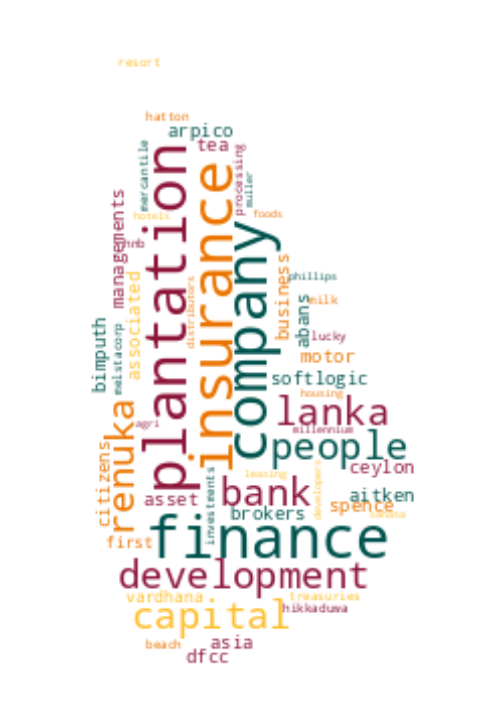 resort
hatton
arpico
tea
mercantile
processing
muller
plantation
insurance
company
hotels
foods
managements
hnb
associated
distributors
business
phillips
abans
milk
bimputh
melstacorp
lucky
motor
softlogic
housing
renuka
agri
lanka
millennium
people
citizens
ceylon
leasing
developers
bank
asset
investments
aitken
spence
brokers
first
finance
development
vardhana
treasuries
capital
hikkaduwa
beach
asia
dfcc